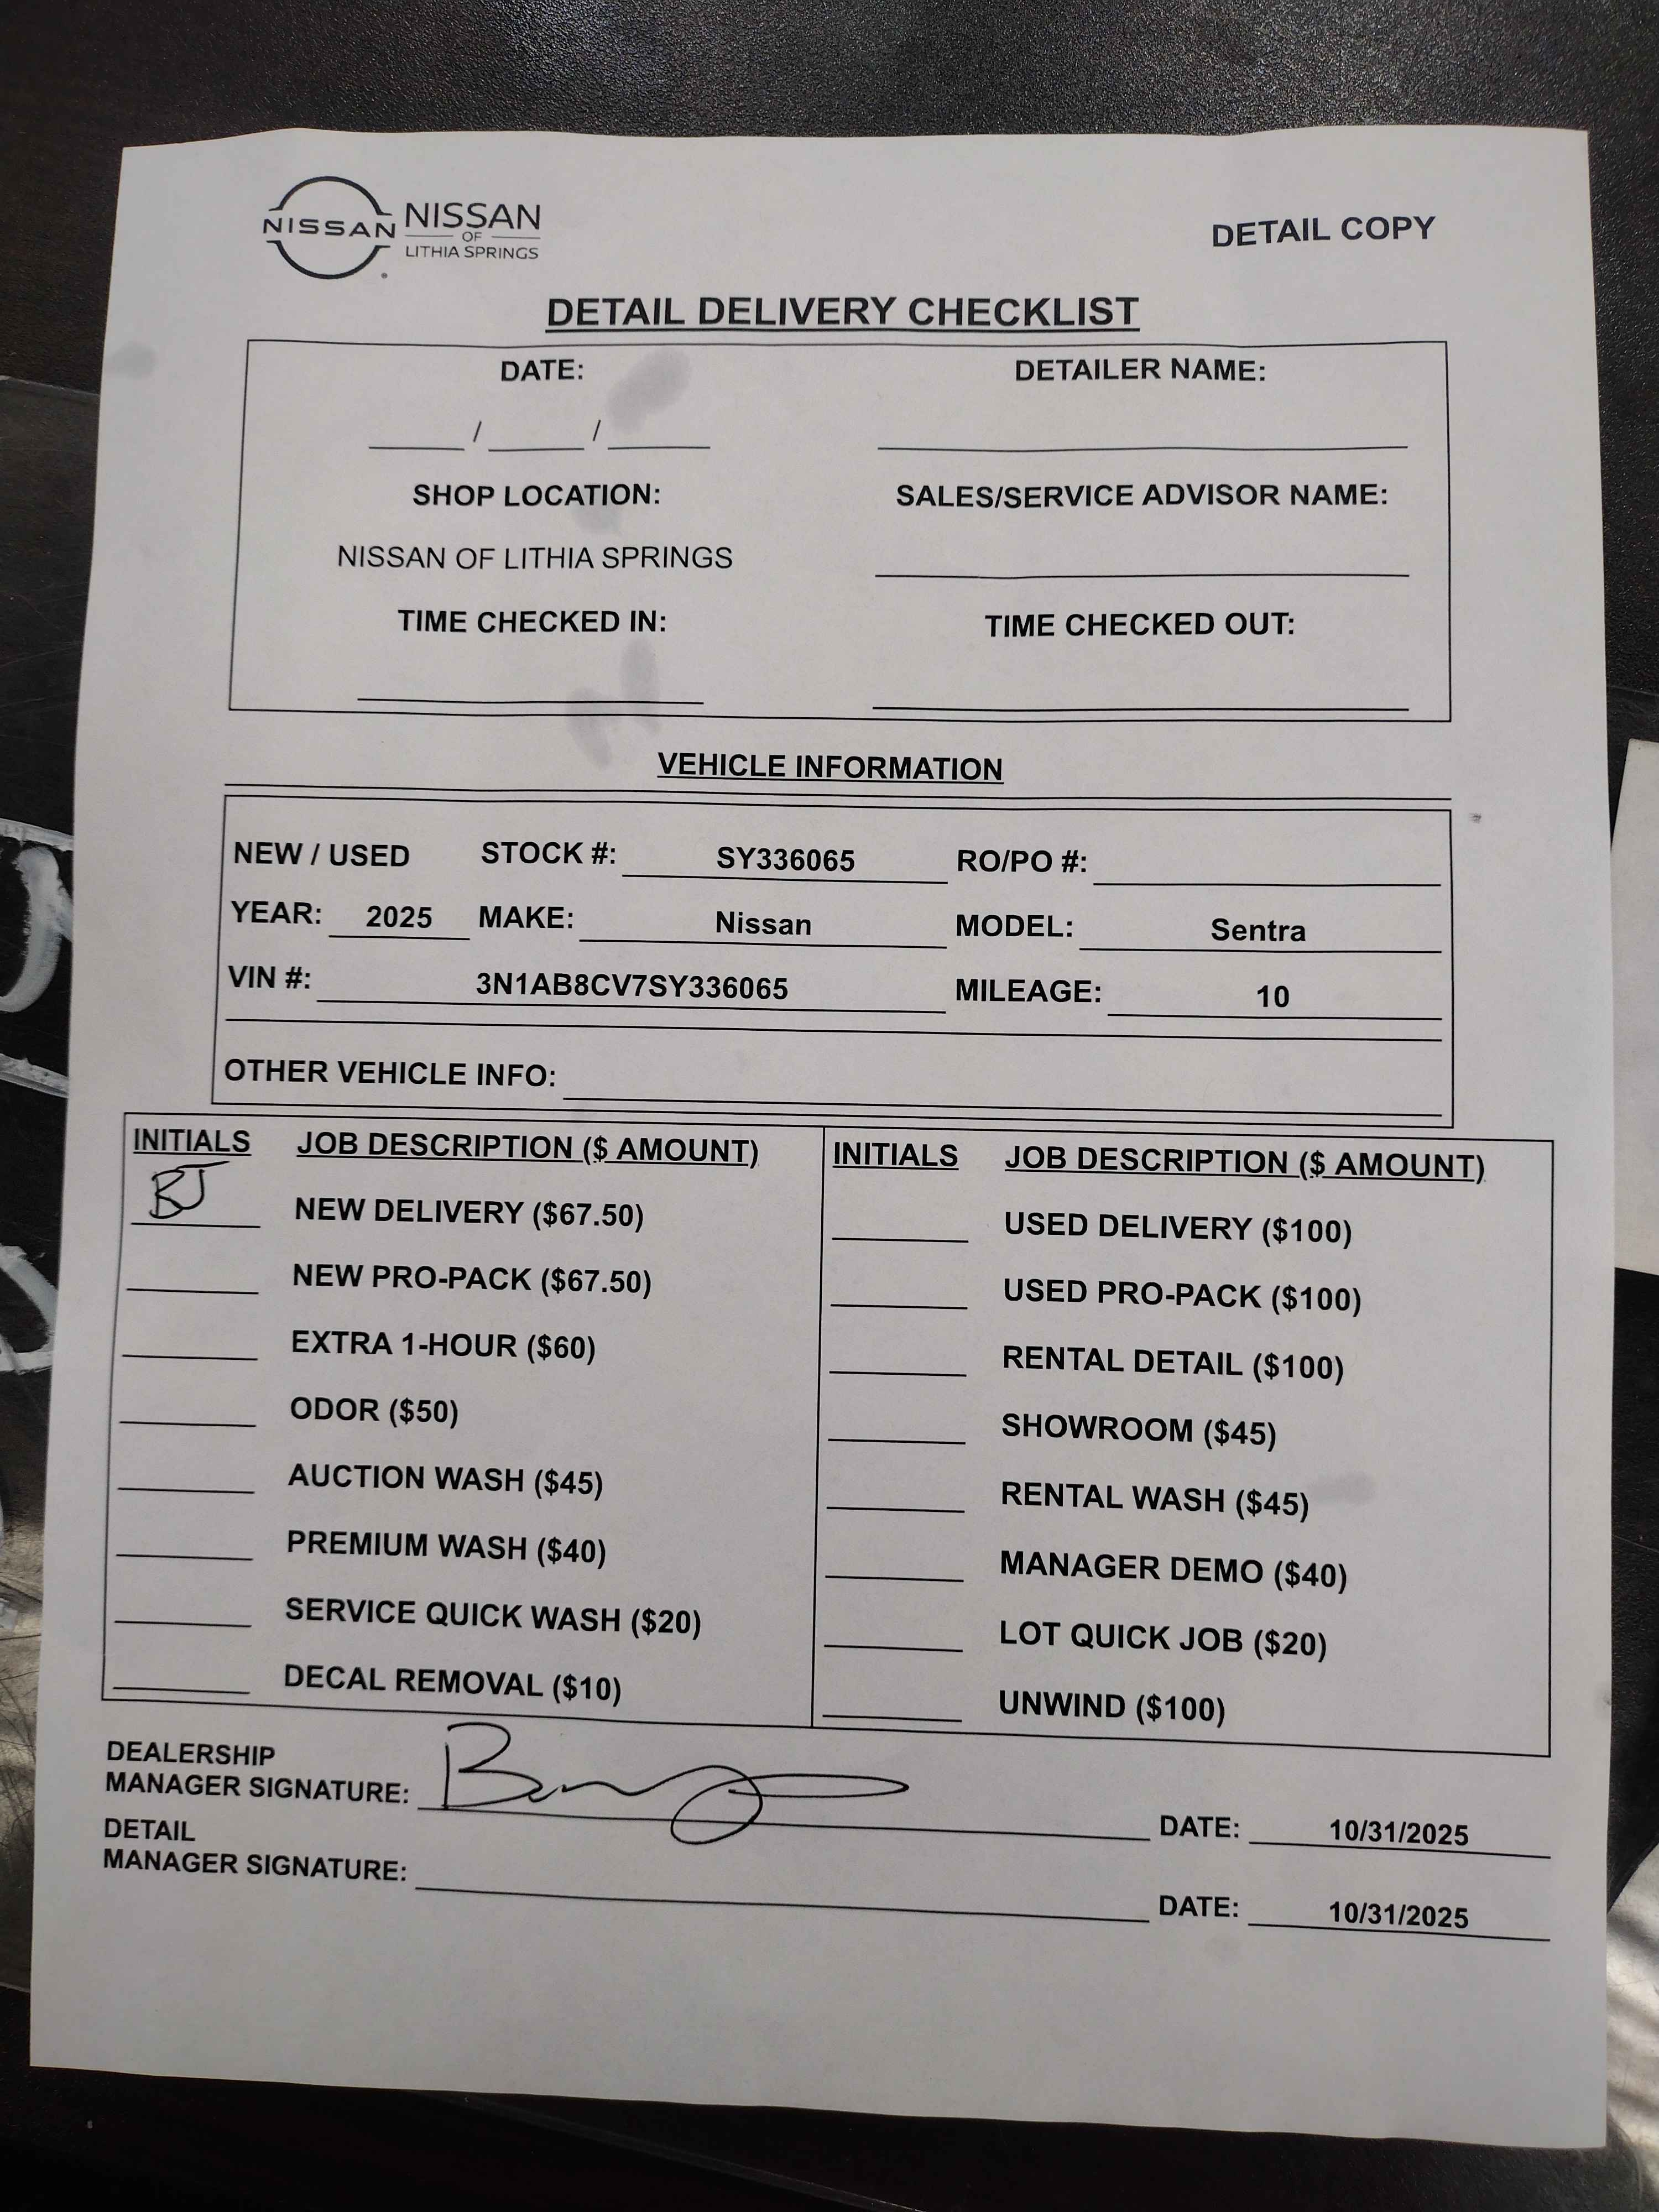 NISSAN NISSAN
OF
LITHIA SPRINGS
DETAIL COPY
DETAIL DELIVERY CHECKLIST
DATE: DETAILER NAME:
/ /
SHOP LOCATION: SALES/SERVICE ADVISOR NAME:
NISSAN OF LITHIA SPRINGS
TIME CHECKED IN: TIME CHECKED OUT:
VEHICLE INFORMATION
NEW / USED STOCK #: SY336065 RO/PO #:
YEAR: 2025 MAKE: Nissan MODEL: Sentra
VIN #: 3N1AB8CV7SY336065 MILEAGE: 10
OTHER VEHICLE INFO:
INITIALS JOB DESCRIPTION ($ AMOUNT)
BJ NEW DELIVERY ($67.50)
NEW PRO-PACK ($67.50)
EXTRA 1-HOUR ($60)
ODOR ($50)
AUCTION WASH ($45)
PREMIUM WASH ($40)
SERVICE QUICK WASH ($20)
DECAL REMOVAL ($10)
INITIALS JOB DESCRIPTION ($ AMOUNT)
USED DELIVERY ($100)
USED PRO-PACK ($100)
RENTAL DETAIL ($100)
SHOWROOM ($45)
RENTAL WASH ($45)
MANAGER DEMO ($40)
LOT QUICK JOB ($20)
UNWIND ($100)
DEALERSHIP
MANAGER SIGNATURE: DATE: 10/31/2025
DETAIL
MANAGER SIGNATURE: DATE: 10/31/2025